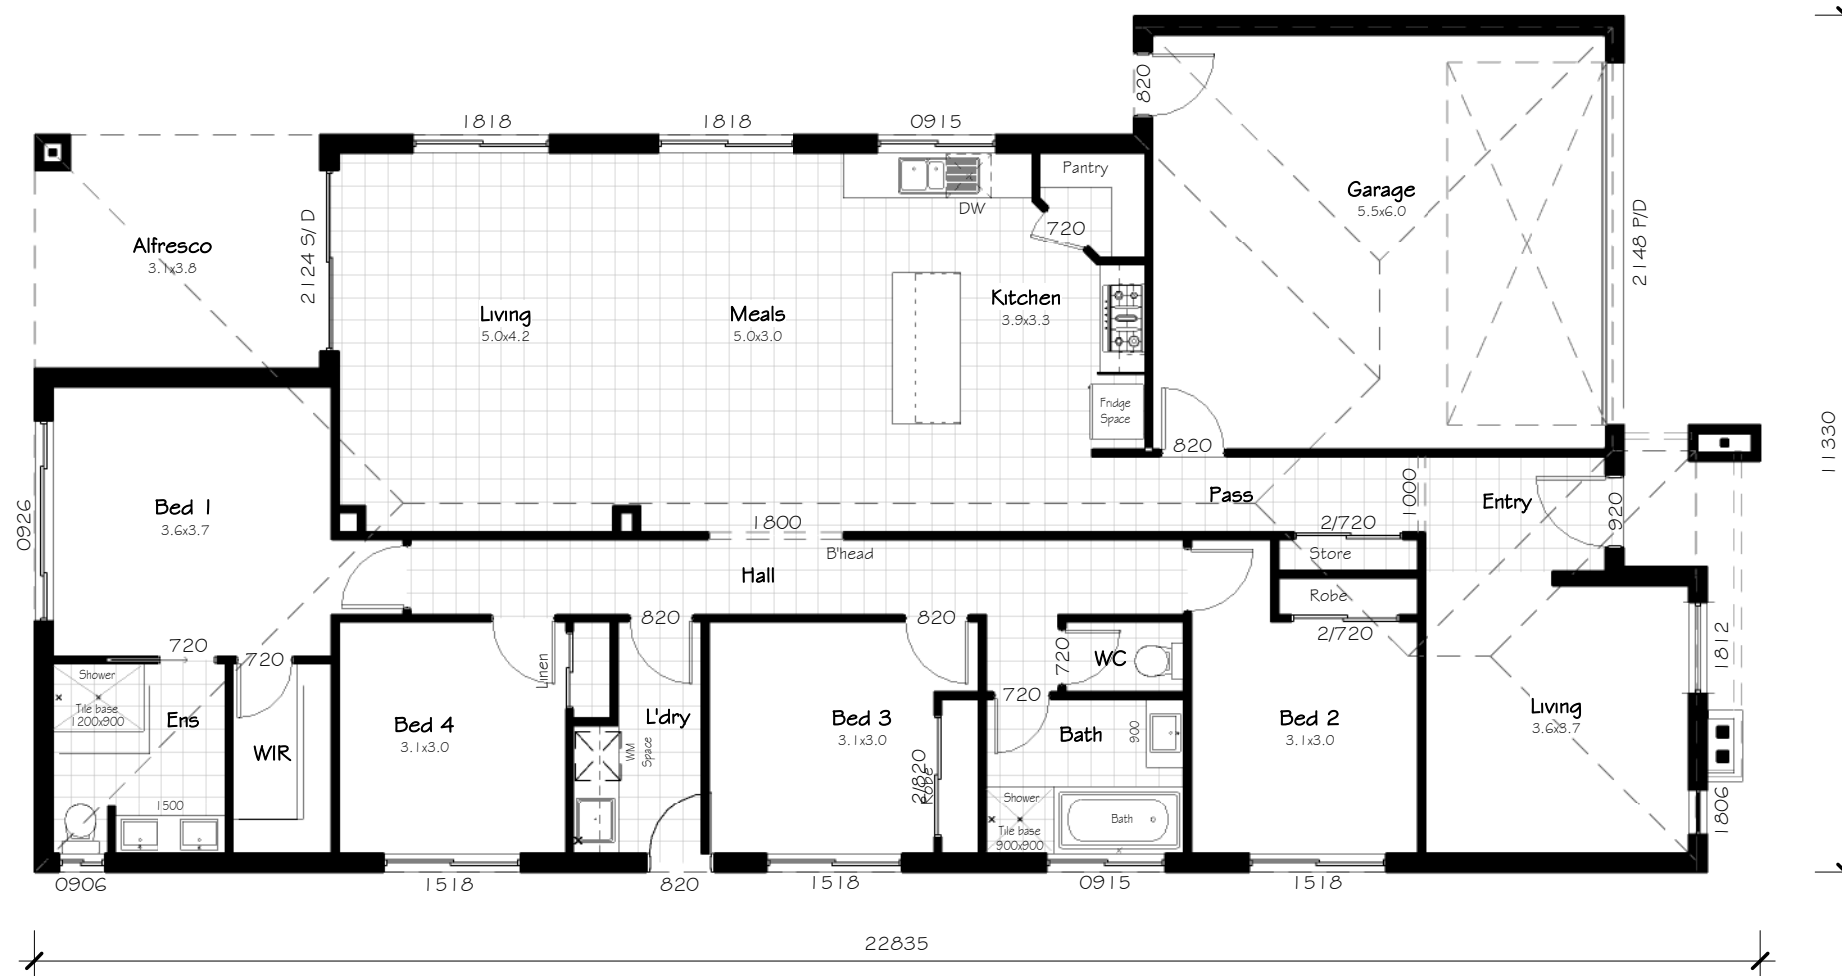 820
1818
1818
0915
Pantry
Garage
5.5x6.0
DW
720
2124 S/ D
2148 P/D
Alfresco
3.1x3.8
Living
5.0x4.2
Meals
5.0x3.0
Kitchen
3.9x3.3
Fridge
Space
820
11330
Bed 1
3.6x3.7
0926
Pass
1000
Entry
920
1800
2/720
B'head
Store
Hall
Robe
820
820
2/720
720
720
Linen
720
WC
1812
Shower
Tile base
1200x900
Ens
WIR
Bed 4
3.1x3.0
L'dry
WM
Space
Bed 3
3.1x3.0
2/820
Robe
720
Bath
900
Bed 2
3.1x3.0
Living
3.6x3.7
1806
1500
Shower
Tile base
900x900
Bath
0906
1518
820
1518
0915
1518
22835